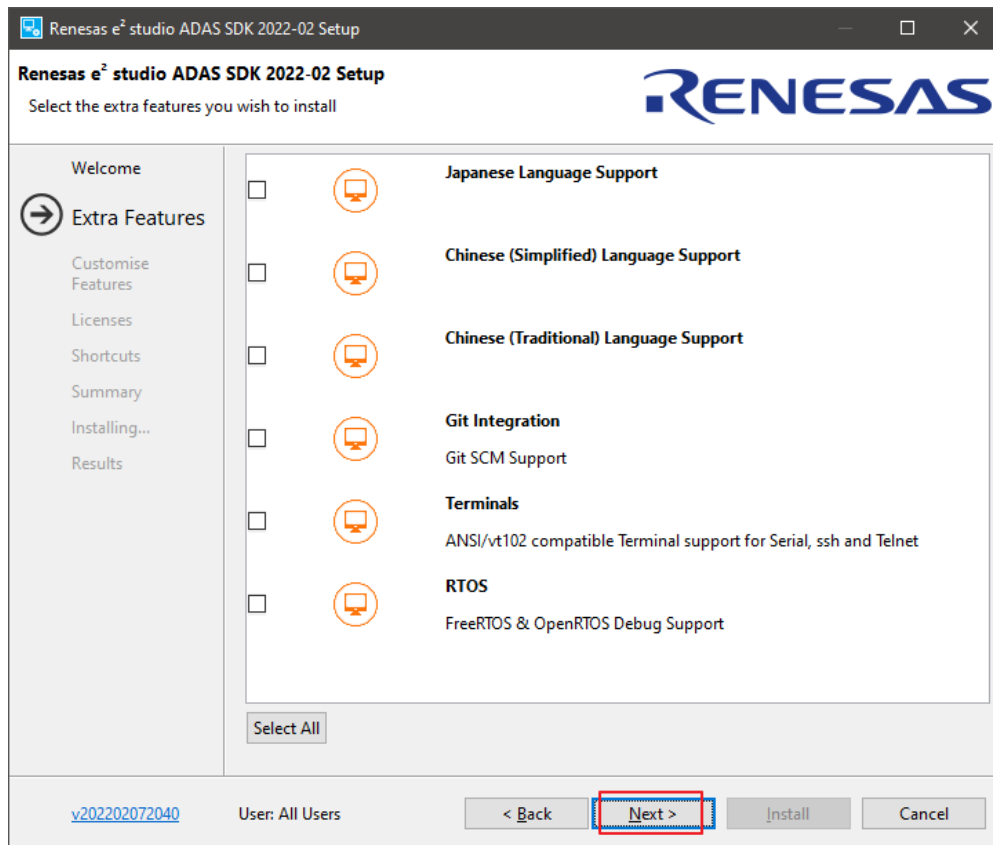 Renesas e² studio ADAS SDK 2022-02 Setup
Renesas e² studio ADAS SDK 2022-02 Setup
Select the extra features you wish to install
RENESAS
Welcome
Extra Features
Customise
Features
Licenses
Shortcuts
Summary
Installing...
Results
Japanese Language Support
Chinese (Simplified) Language Support
Chinese (Traditional) Language Support
Git Integration
Git SCM Support
Terminals
ANSI/vt102 compatible Terminal support for Serial, ssh and Telnet
RTOS
FreeRTOS & OpenRTOS Debug Support
Select All
v202202072040
User: All Users
< Back
Next >
Install
Cancel